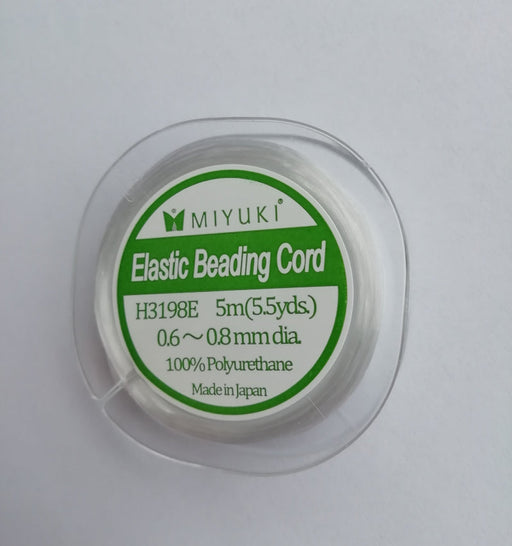 MIYUKI®
Elastic Beading Cord
H3198E 5m(5.5yds.)
0.6～0.8mm dia.
100% Polyurethane
Made in Japan